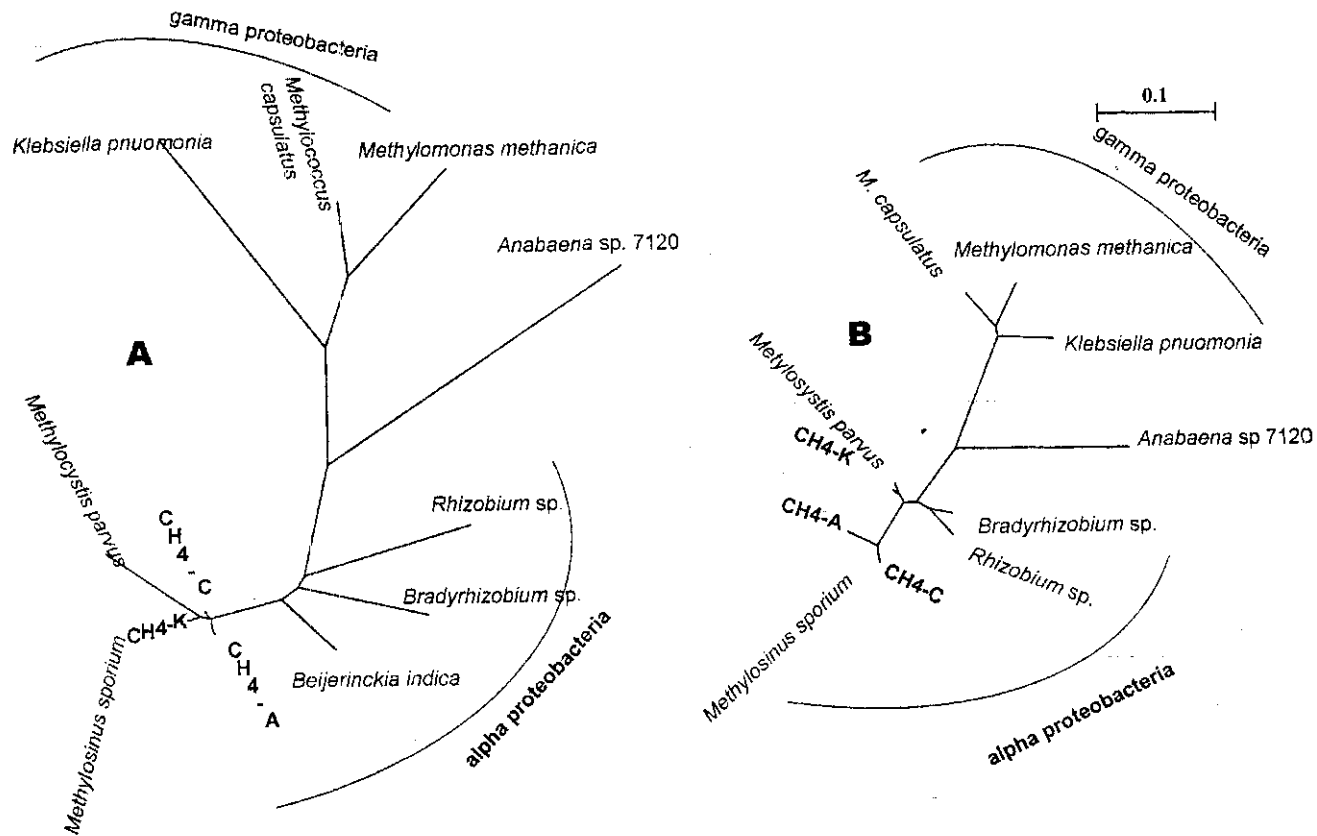 gamma proteobacteria
Methylococcus
capsulatus
Klebsiella pnuomonia
Methylomonas methanica
Anabaena sp. 7120
A
Methylocystis parvus
CH4-C
Rhizobium sp.
Bradyrhizobium sp.
CH4-K
Methylosinus sporium
CH4-A
Beijerinckia indica
alpha proteobacteria
0.1
gamma proteobacteria
M. capsulatus
Methylomonas methanica
B
Klebsiella pnuomonia
Metylosystis parvus
CH4-K
Anabaena sp 7120
CH4-A
Bradyrhizobium sp.
Rhizobium sp.
CH4-C
Methylosinus sporium
alpha proteobacteria